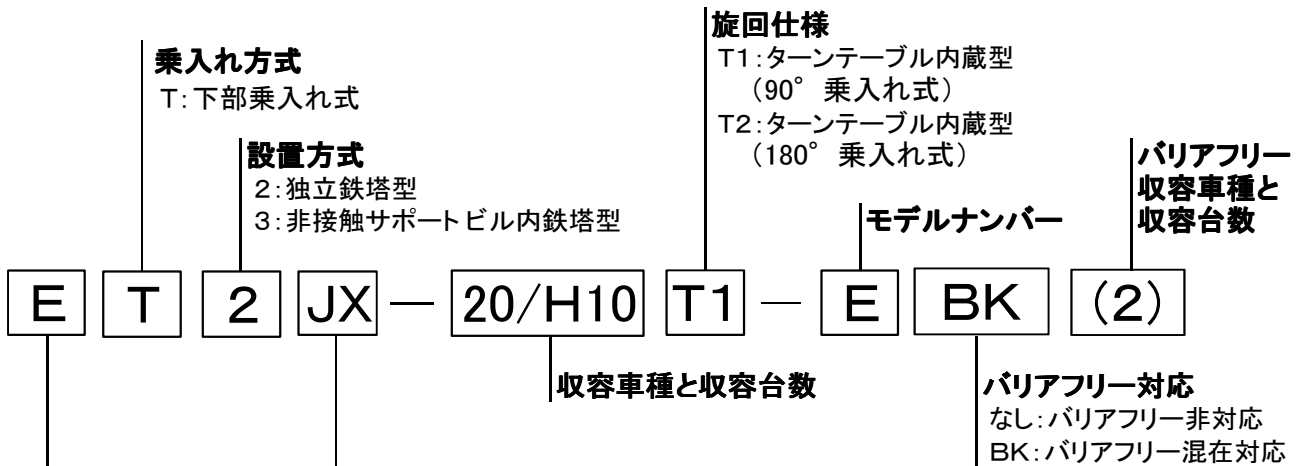 旋回仕様
T1:ターンテーブル内蔵型
(90° 乗入れ式)
T2:ターンテーブル内蔵型
(180° 乗入れ式)
乗入れ方式
T:下部乗入れ式
設置方式
2:独立鉄塔型
3:非接触サポートビル内鉄塔型
バリアフリー
収容車種と
収容台数
モデルナンバー
E T 2 JX — 20/H10 T1 — E BK (2)
収容車種と収容台数
バリアフリー対応
なし:バリアフリー非対応
BK:バリアフリー混在対応